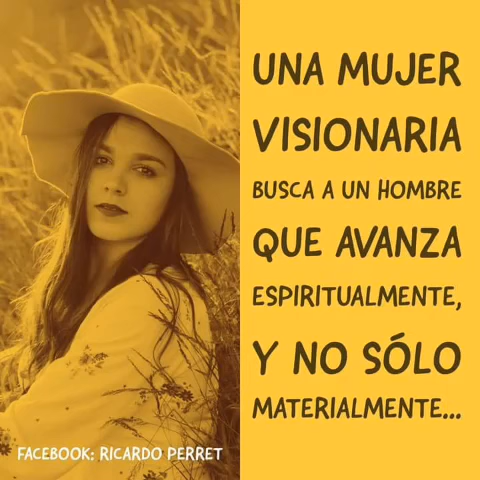 UNA MUJER
VISIONARIA
BUSCA A UN HOMBRE
QUE AVANZA
ESPIRITUALMENTE,
Y NO SÓLO
MATERIALMENTE...
FACEBOOK: RICARDO PERRET